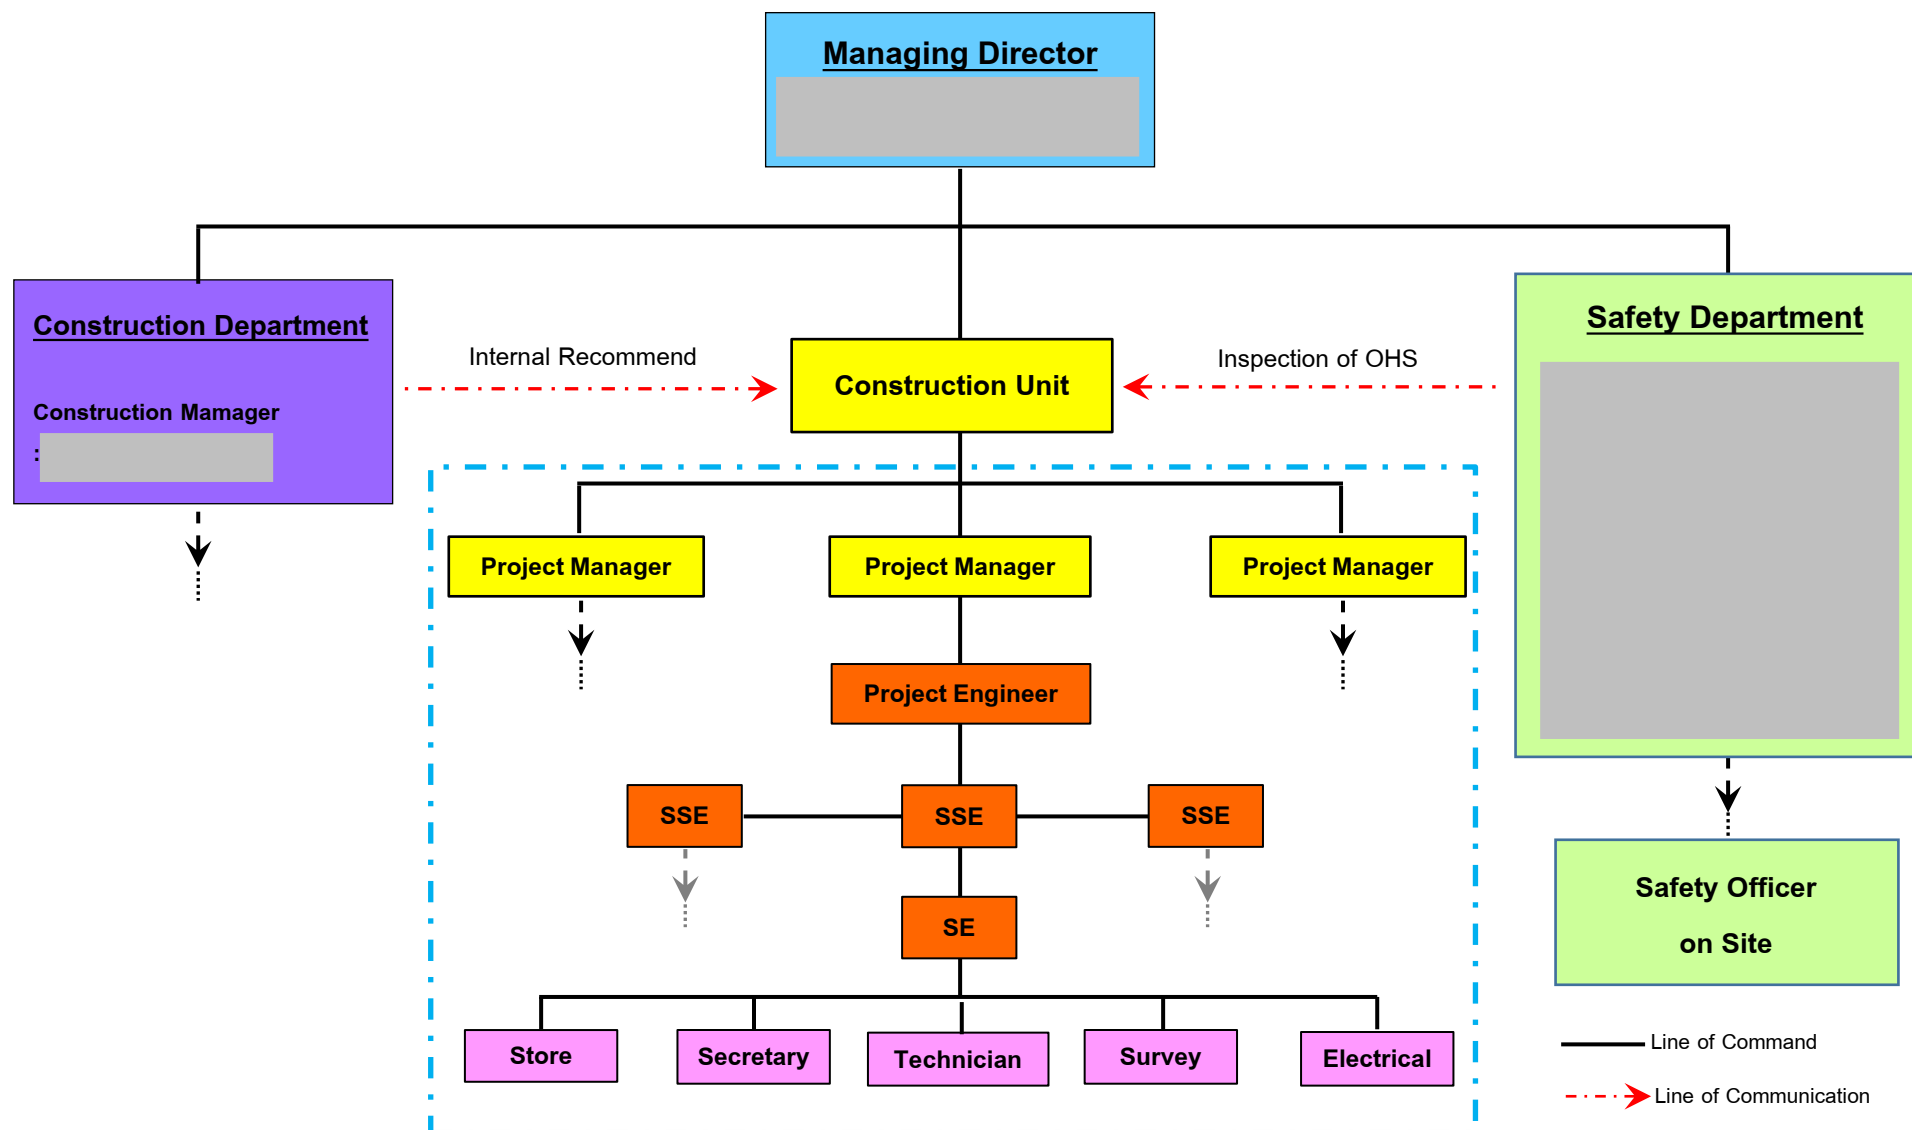 Managing Director
Construction Department
Construction Mamager
:
Internal Recommend
Construction Unit
Inspection of OHS
Safety Department
Project Manager
Project Manager
Project Manager
Project Engineer
SSE
SSE
SSE
SE
Safety Officer
on Site
Store
Secretary
Technician
Survey
Electrical
Line of Command
Line of Communication